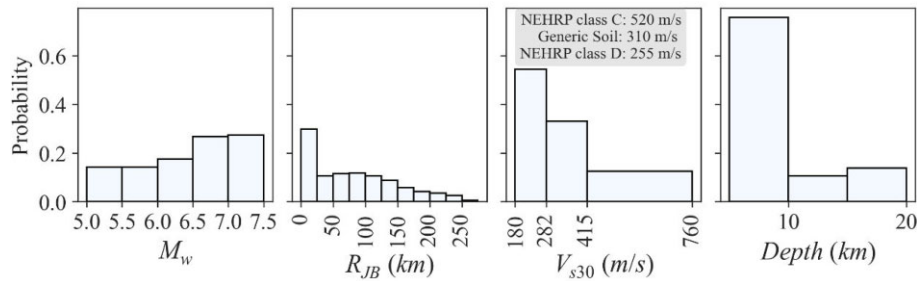 NEHRP class C: 520 m/s
Generic Soil: 310 m/s
NEHRP class D: 255 m/s
Probability
0.6
0.4
0.2
0.0
5.0 5.5 6.0 6.5 7.0 7.5
0 50 100 150 200 250
180 282 415 760
10 20
M_w
R_JB (km)
V_s30 (m/s)
Depth (km)